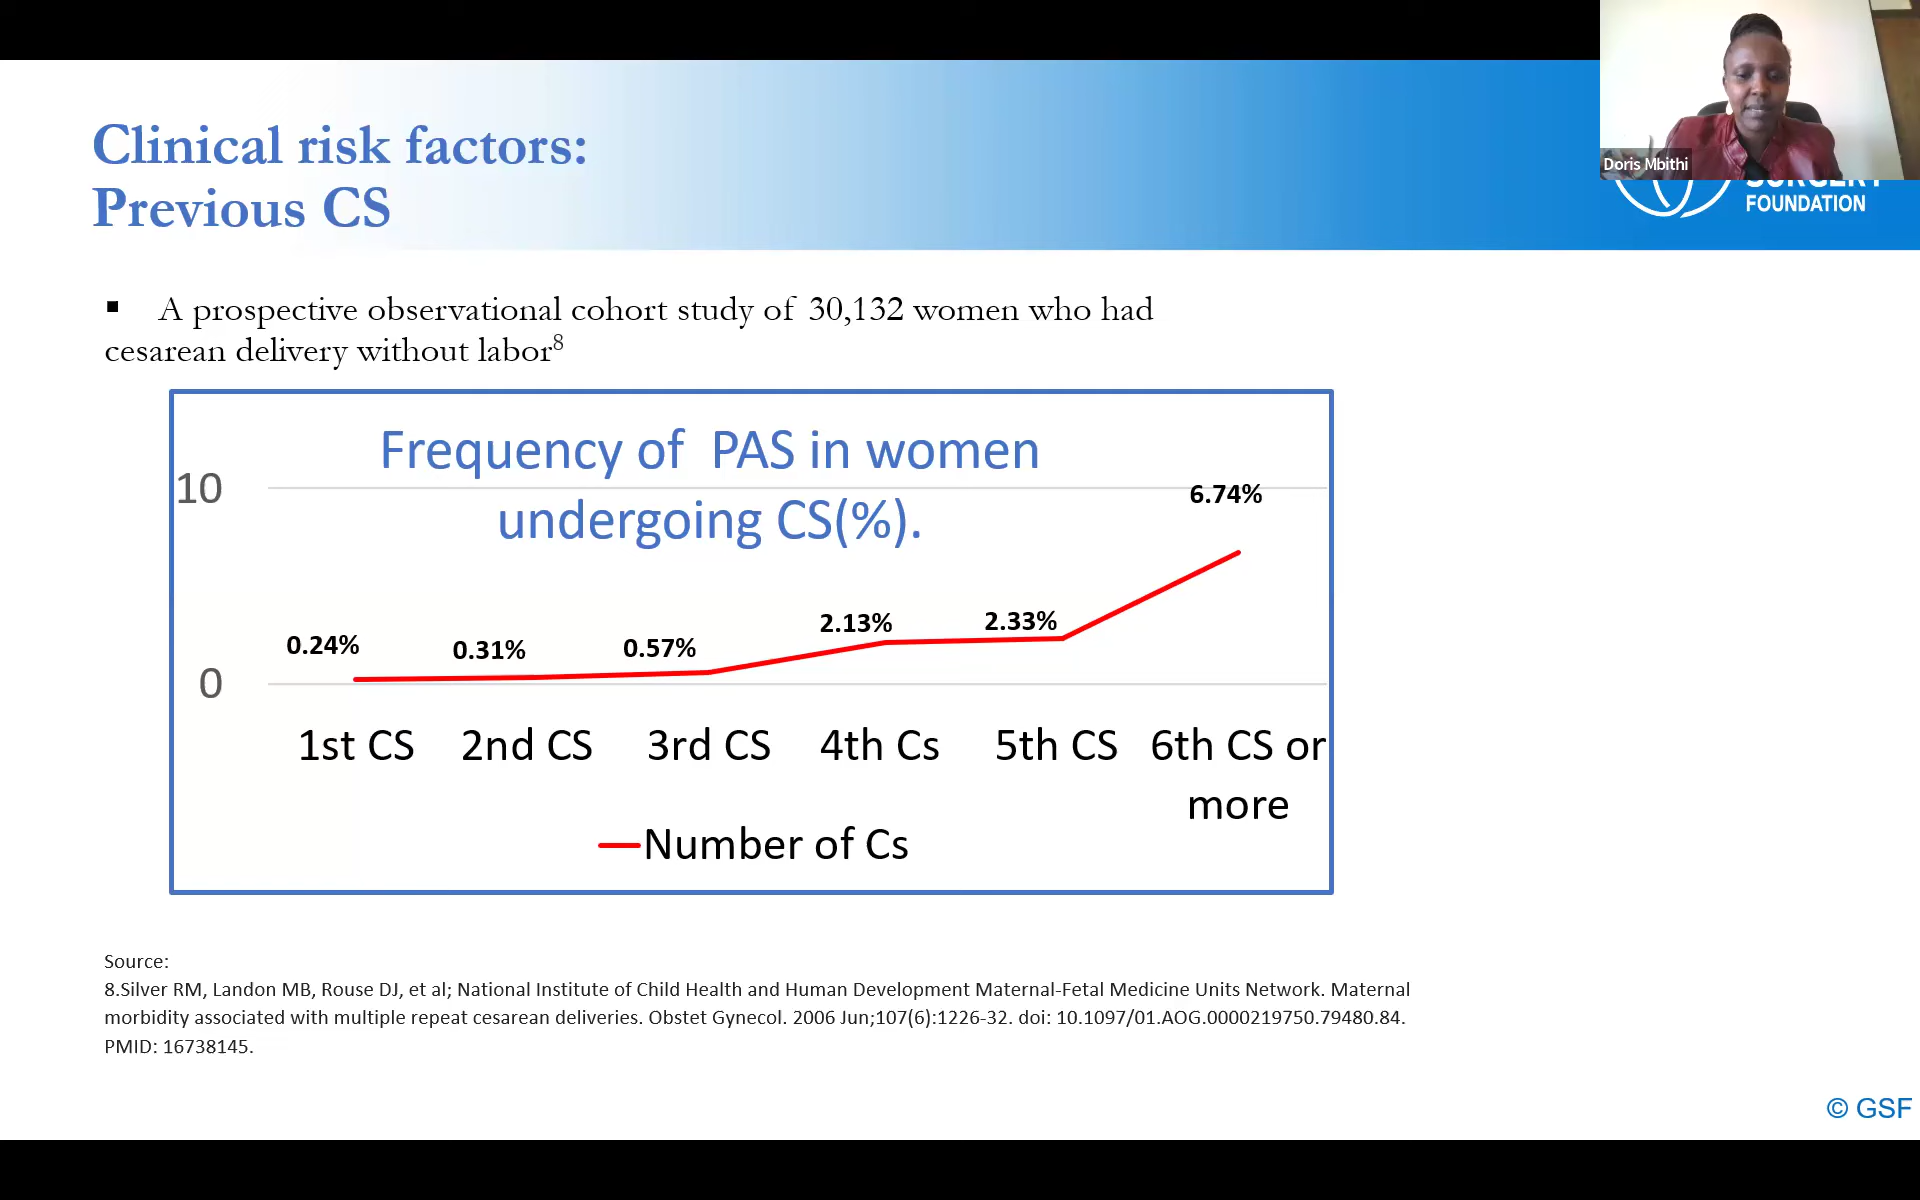 Doris Mbithi
FOUNDATION
Clinical risk factors:
Previous CS
▪ A prospective observational cohort study of 30,132 women who had
cesarean delivery without labor8
Frequency of PAS in women
undergoing CS(%).
10
0
0.24%
0.31%
0.57%
2.13%
2.33%
6.74%
1st CS 2nd CS 3rd CS 4th Cs 5th CS 6th CS or
more
Number of Cs
Source:
8.Silver RM, Landon MB, Rouse DJ, et al; National Institute of Child Health and Human Development Maternal-Fetal Medicine Units Network. Maternal
morbidity associated with multiple repeat cesarean deliveries. Obstet Gynecol. 2006 Jun;107(6):1226-32. doi: 10.1097/01.AOG.0000219750.79480.84.
PMID: 16738145.
© GSF